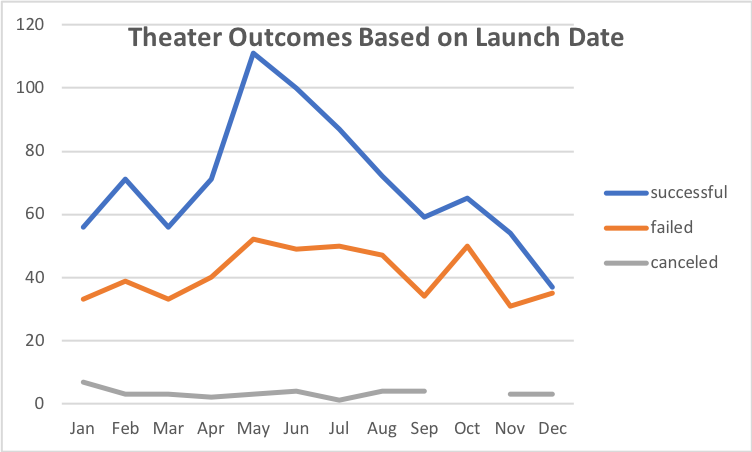 Theater Outcomes Based on Launch Date
120
100
80
60
40
20
0
Jan Feb Mar Apr May Jun Jul Aug Sep Oct Nov Dec
successful
failed
canceled